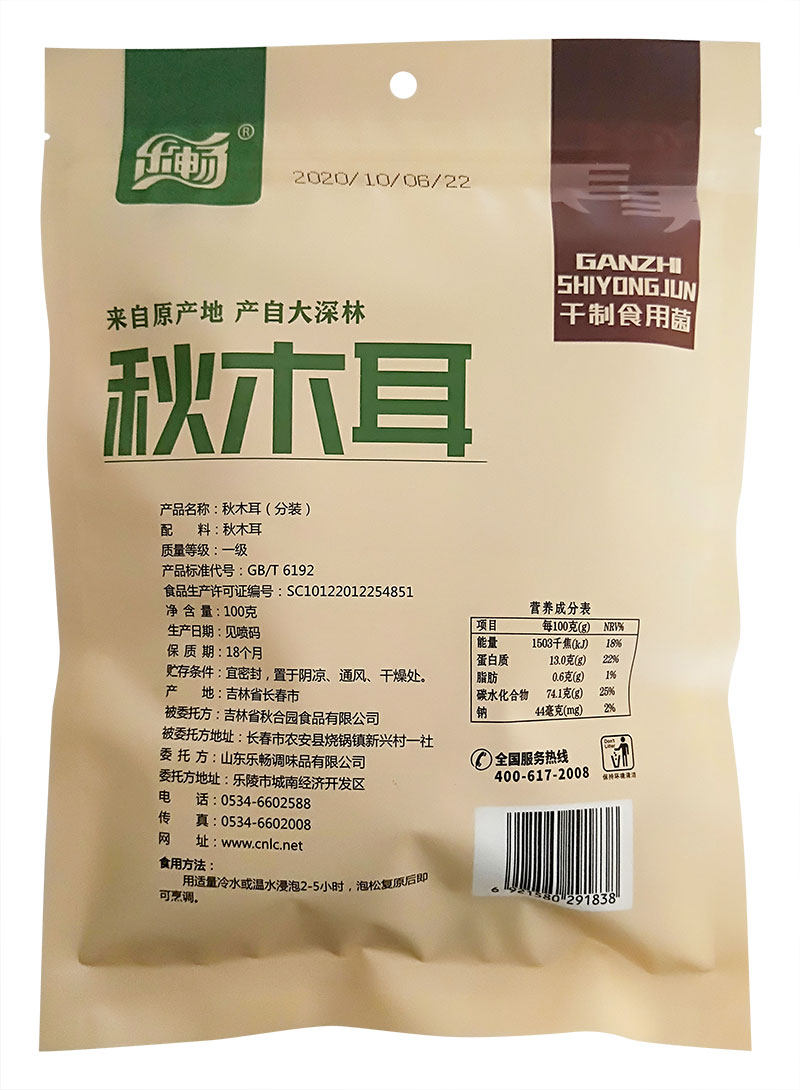 乐畅®
2020/10/06/22
GANZHI
SHIYONGJUN
干制食用菌
来自原产地 产自大深林
秋木耳
产品名称：秋木耳（分装）
配 料：秋木耳
质量等级：一级
产品标准代号：GB/T 6192
食品生产许可证编号：SC10122012254851
净 含 量：100克
生产日期：见喷码
保 质 期：18个月
贮存条件：宜密封，置于阴凉、通风、干燥处。
产 地：吉林省长春市
被委托方：吉林省秋合园食品有限公司
被委托方地址：长春市农安县烧锅镇新兴村一社
委 托 方：山东乐畅调味品有限公司
委托方地址：乐陵市城南经济开发区
电 话：0534-6602588
传 真：0534-6602008
网 址：www.cnlc.net
食用方法：
用适量冷水或温水浸泡2-5小时，泡松复原后即
可烹调。
营养成分表
项目 每100克(g) NRV%
能量 1503千焦(kJ) 18%
蛋白质 13.0克(g) 22%
脂肪 0.6克(g) 1%
碳水化合物 74.1克(g) 25%
钠 44毫克(mg) 2%
全国服务热线
400-617-2008
Don't
Litter
保持环境清洁
6 921580 291838